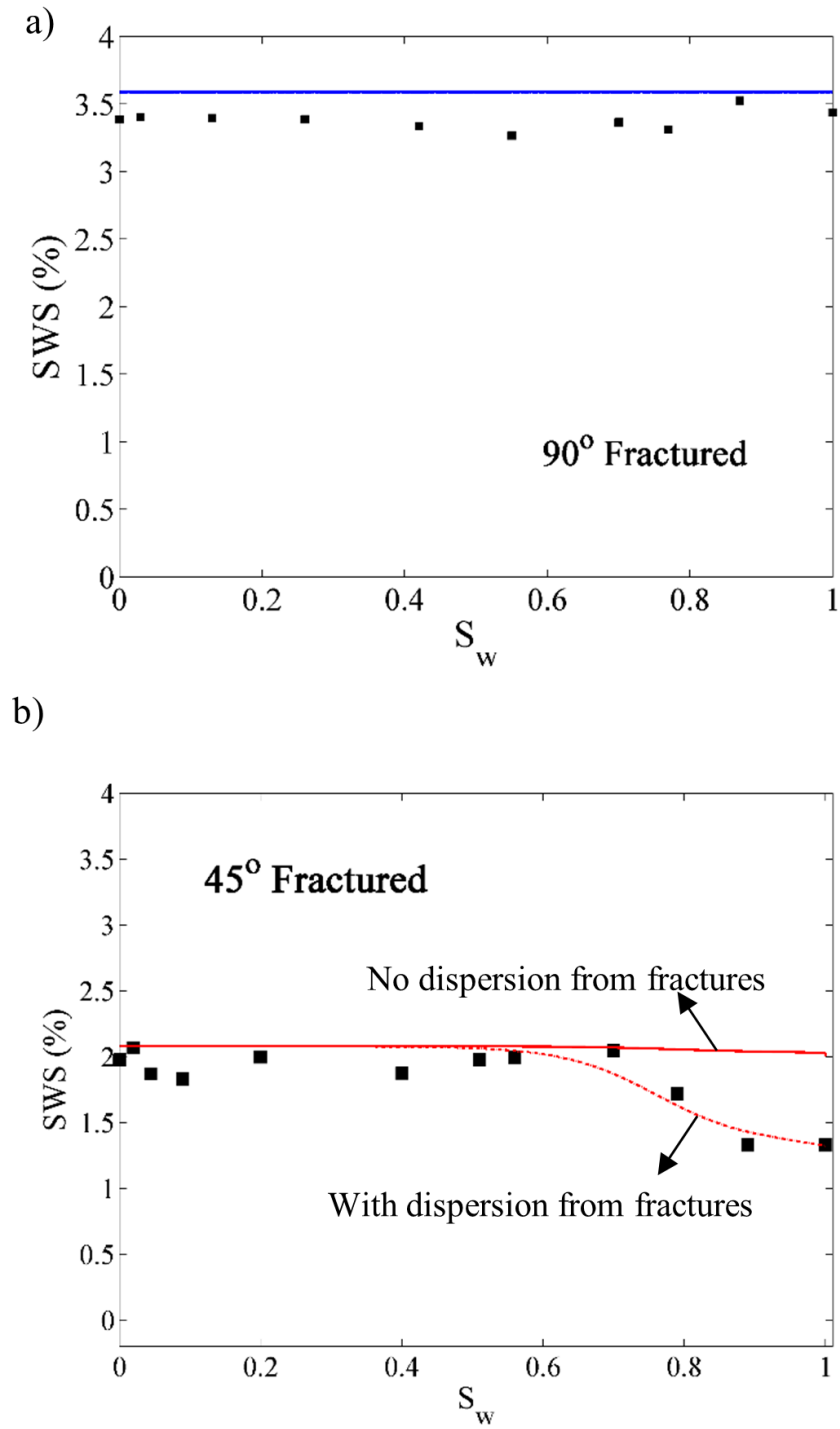 a)
4
3.5
3
2.5
2
1.5
1
0.5
0
SWS (%)
90° Fractured
0 0.2 0.4 0.6 0.8 1
S_w
b)
4
3.5
3
2.5
2
1.5
1
0.5
0
SWS (%)
45° Fractured
No dispersion from fractures
With dispersion from fractures
0 0.2 0.4 0.6 0.8 1
S_w